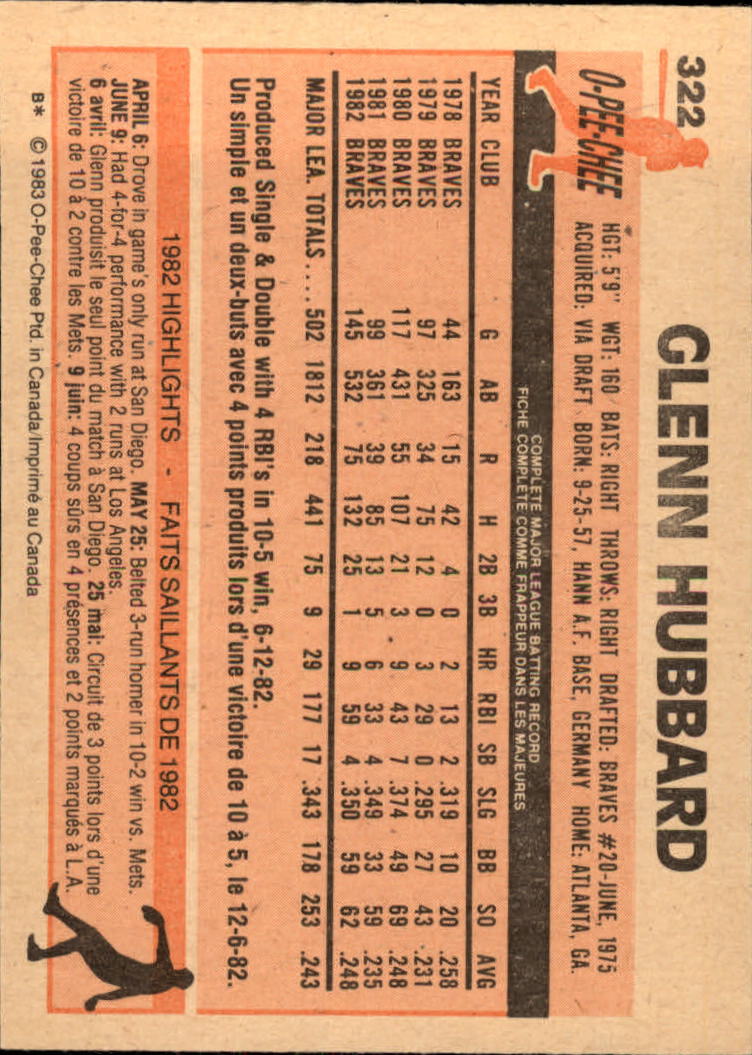 322
GLENN HUBBARD
O-PEE-CHEE
HGT: 5'9" WGT: 160 BATS: RIGHT THROWS: RIGHT DRAFTED: BRAVES #20-JUNE, 1975
ACQUIRED: VIA DRAFT BORN: 9-25-57, HANN A.F. BASE, GERMANY HOME: ATLANTA, GA.
COMPLETE MAJOR LEAGUE BATTING RECORD
FICHE COMPLETE COMME FRAPPEUR DANS LES MAJEURES
YEAR CLUB G AB R H 2B 3B HR RBI SB SLG BB SO AVG
1978 BRAVES 44 163 15 42 4 0 2 13 2 .319 10 20 .258
1979 BRAVES 97 325 34 75 12 0 3 29 0 .295 27 43 .231
1980 BRAVES 117 431 55 107 21 3 9 43 7 .374 49 69 .248
1981 BRAVES 99 361 39 85 13 5 6 33 4 .349 33 59 .235
1982 BRAVES 145 532 75 132 25 1 9 59 4 .350 59 62 .248
MAJOR LEA. TOTALS .... 502 1812 218 441 75 9 29 177 17 .343 178 253 .243
Produced Single & Double with 4 RBI's in 10-5 win, 6-12-82.
Un simple et un deux-buts avec 4 points produits lors d'une victoire de 10 à 5, le 12-6-82.
1982 HIGHLIGHTS - FAITS SAILLANTS DE 1982
APRIL 6: Drove in game's only run at San Diego. MAY 25: Belted 3-run homer in 10-2 win vs. Mets.
JUNE 9: Had 4-for-4 performance with 2 runs at Los Angeles.
6 avril: Glenn produisit le seul point du match à San Diego. 25 mai: Circuit de 3 points lors d'une
victoire de 10 à 2 contre les Mets. 9 juin: 4 coups sûrs en 4 présences et 2 points marqués à L.A.
B* © 1983 O-Pee-Chee Ptd. in Canada/Imprimé au Canada